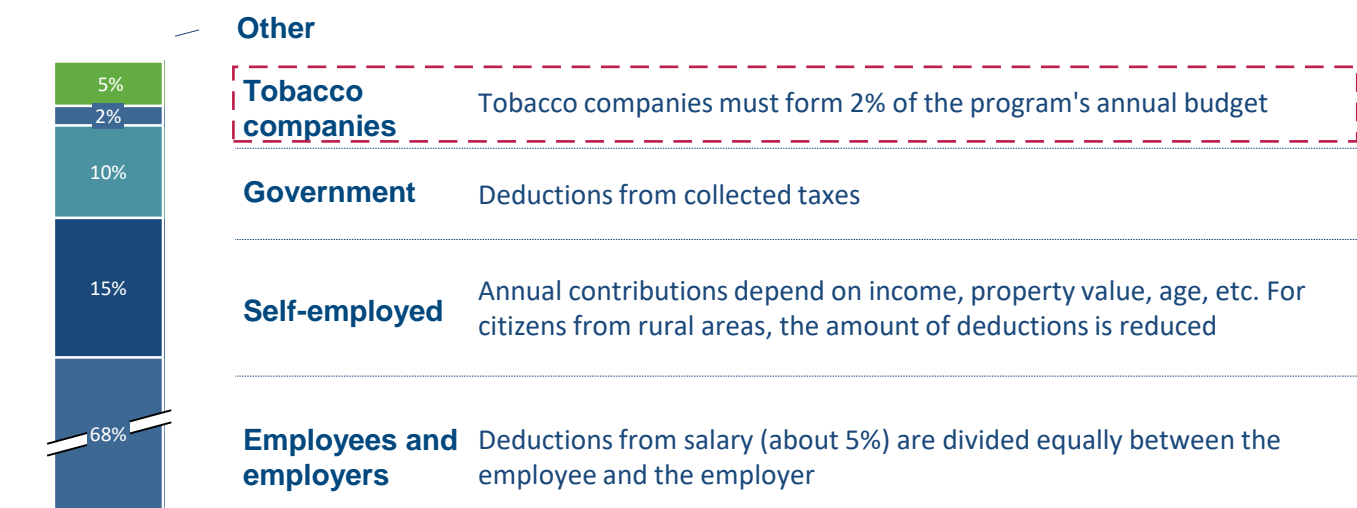 Other
5%
Tobacco
companies
Tobacco companies must form 2% of the program's annual budget
2%
10%
Government
Deductions from collected taxes
15%
Self-employed
Annual contributions depend on income, property value, age, etc. For
citizens from rural areas, the amount of deductions is reduced
68%
Employees and
employers
Deductions from salary (about 5%) are divided equally between the
employee and the employer